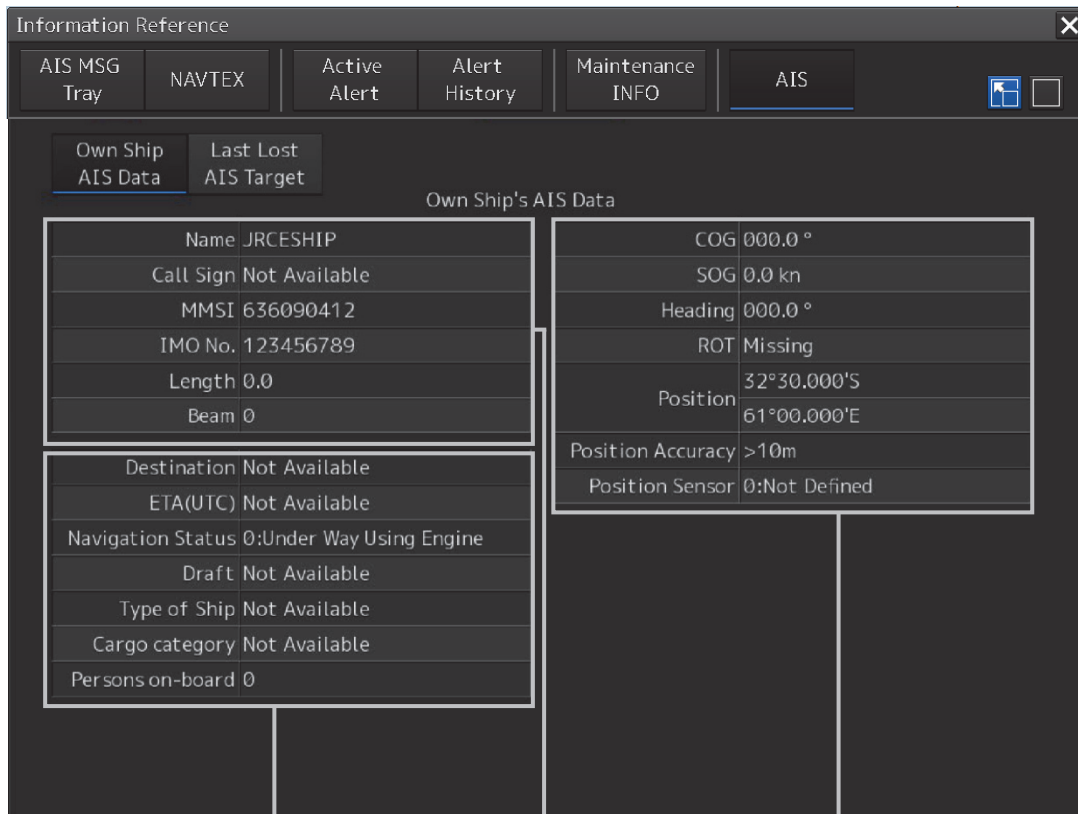 Information Reference
AIS MSG Tray
NAVTEX
Active Alert
Alert History
Maintenance INFO
AIS
Own Ship AIS Data
Last Lost AIS Target
Own Ship's AIS Data
Name JRCESHIP
Call Sign Not Available
MMSI 636090412
IMO No. 123456789
Length 0.0
Beam 0
Destination Not Available
ETA(UTC) Not Available
Navigation Status 0:Under Way Using Engine
Draft Not Available
Type of Ship Not Available
Cargo category Not Available
Persons on-board 0
COG 000.0 °
SOG 0.0 kn
Heading 000.0 °
ROT Missing
Position 32°30.000'S
61°00.000'E
Position Accuracy >10m
Position Sensor 0:Not Defined